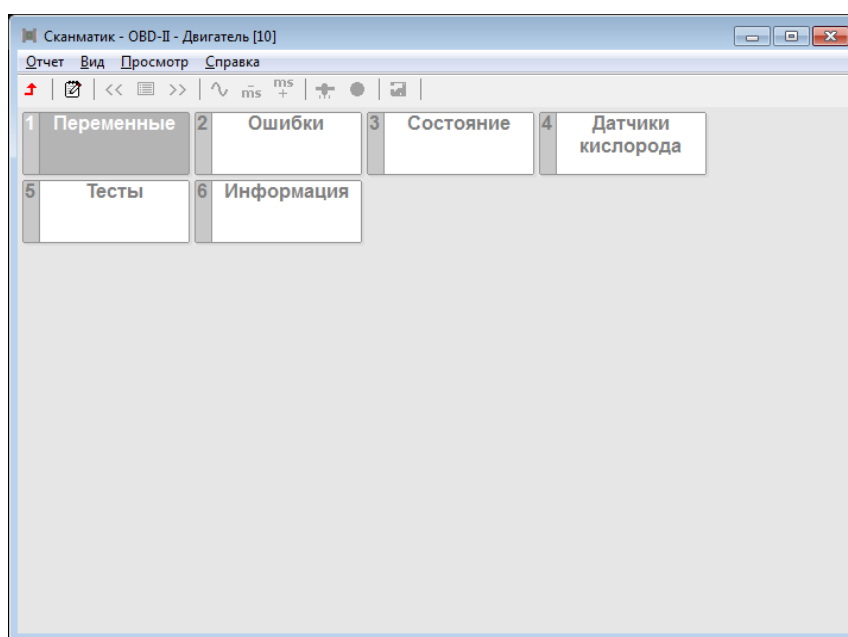 Сканматик - OBD-II - Двигатель [10]
Отчет Вид Просмотр Справка
<< >> ms ms
1 Переменные 2 Ошибки 3 Состояние 4 Датчики
кислорода
5 Тесты 6 Информация